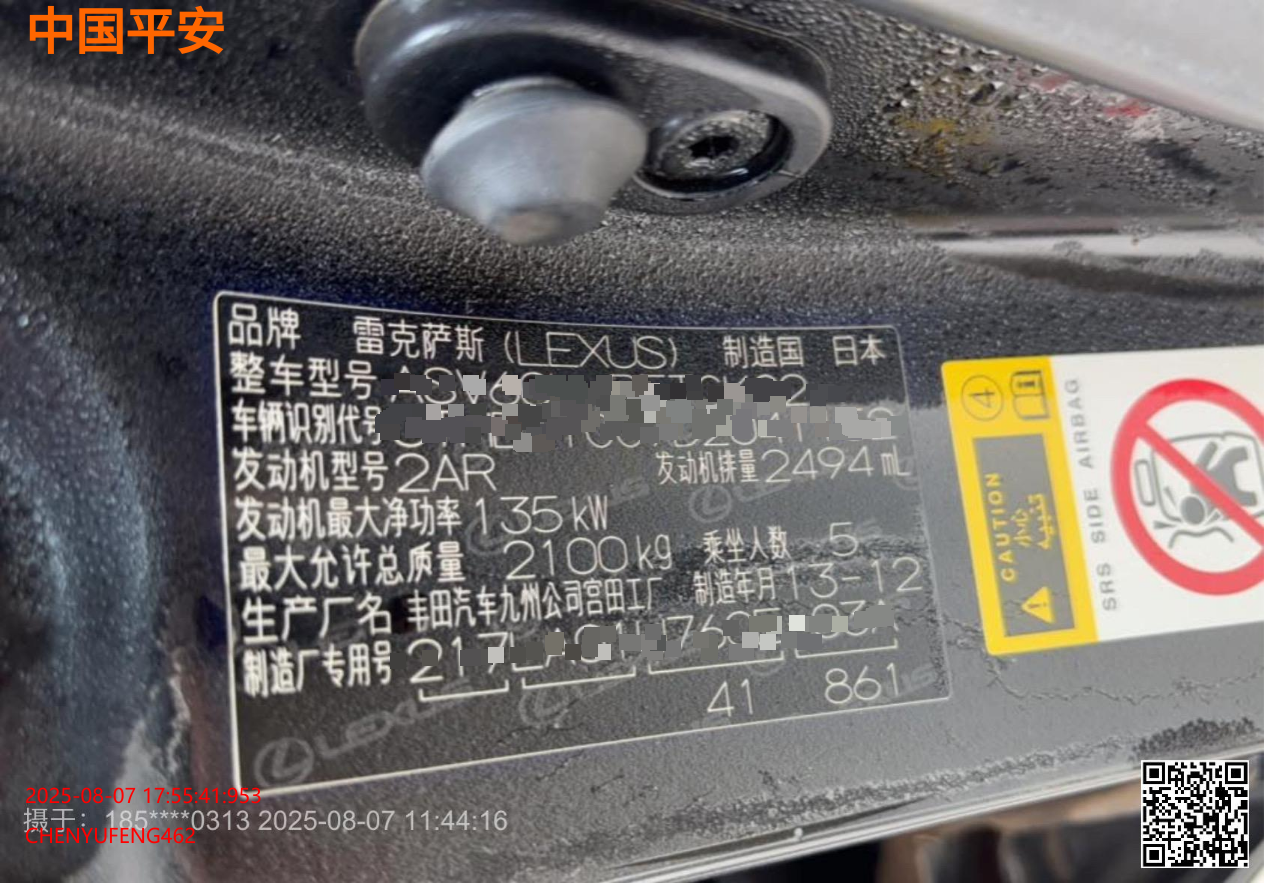 中国平安
品牌 雷克萨斯 (LEXUS) 制造国 日本
整车型号
车辆识别代号
发动机型号 2AR 发动机排量 2494 mL
发动机最大净功率 135 kW
最大允许总质量 2100 kg 乘坐人数 5
生产厂名 丰田汽车九州公司宫田工厂 制造年月 13-12
制造厂专用号
41 861
LEXUS
④
CAUTION
小心
تنبيه
SRS SIDE AIRBAG
2025-08-07 17:55:41:953
摄于: 185****0313 2025-08-07 11:44:16
CHENYUFENG462